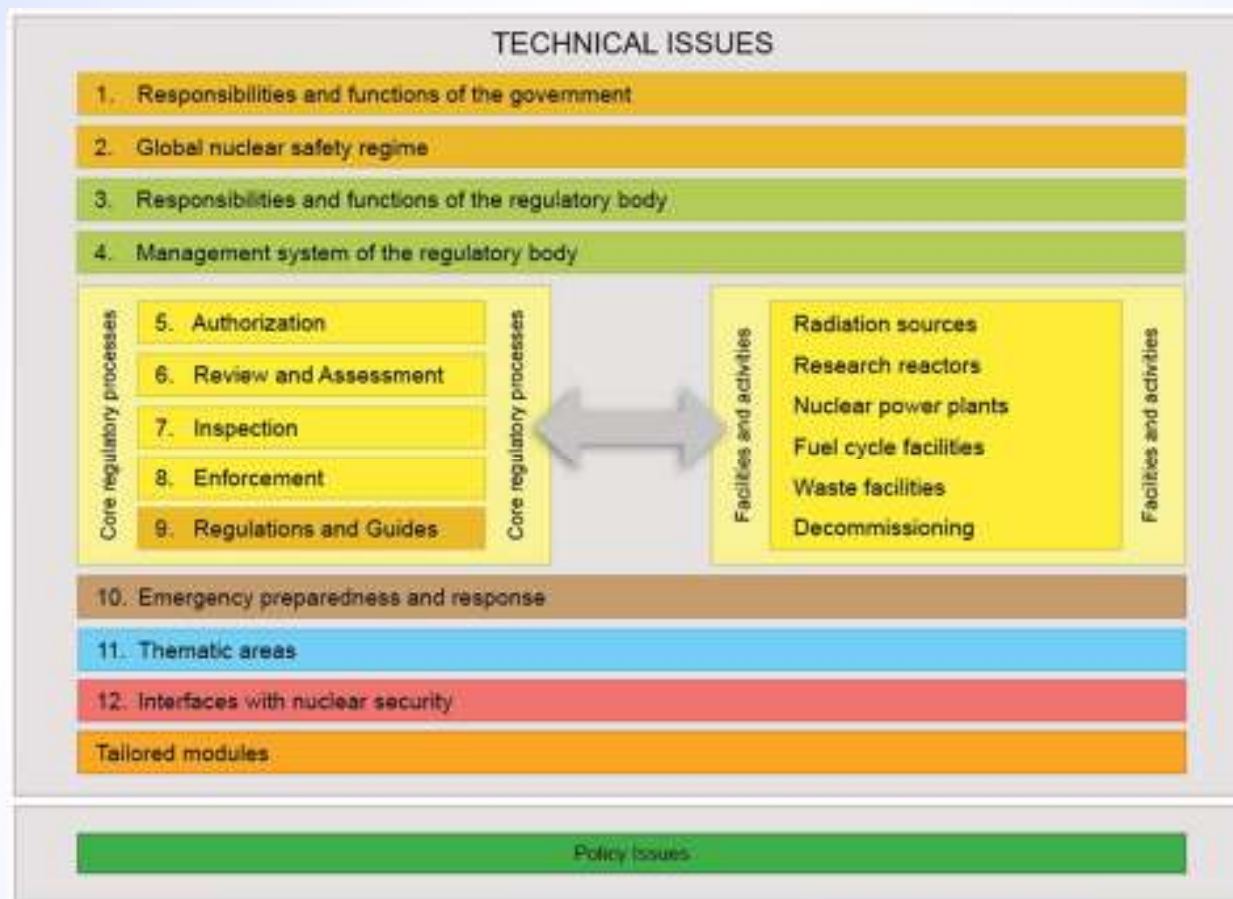 TECHNICAL ISSUES
1. Responsibilities and functions of the government
2. Global nuclear safety regime
3. Responsibilities and functions of the regulatory body
4. Management system of the regulatory body
Core regulatory processes
5. Authorization
6. Review and Assessment
7. Inspection
8. Enforcement
9. Regulations and Guides
Core regulatory processes
Facilities and activities
Radiation sources
Research reactors
Nuclear power plants
Fuel cycle facilities
Waste facilities
Decommissioning
Facilities and activities
10. Emergency preparedness and response
11. Thematic areas
12. Interfaces with nuclear security
Tailored modules
Policy Issues